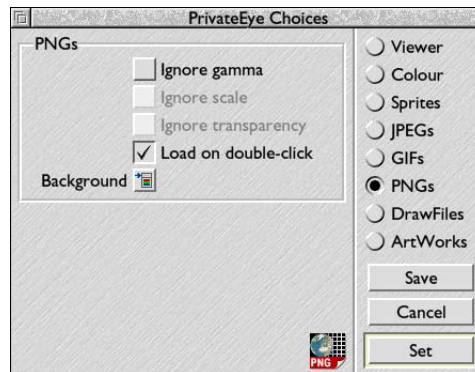 PrivateEye Choices
PNGs
Ignore gamma
Ignore scale
Ignore transparency
Load on double-click
Background
Viewer
Colour
Sprites
JPEGs
GIFs
PNGs
DrawFiles
ArtWorks
Save
Cancel
Set
PNG